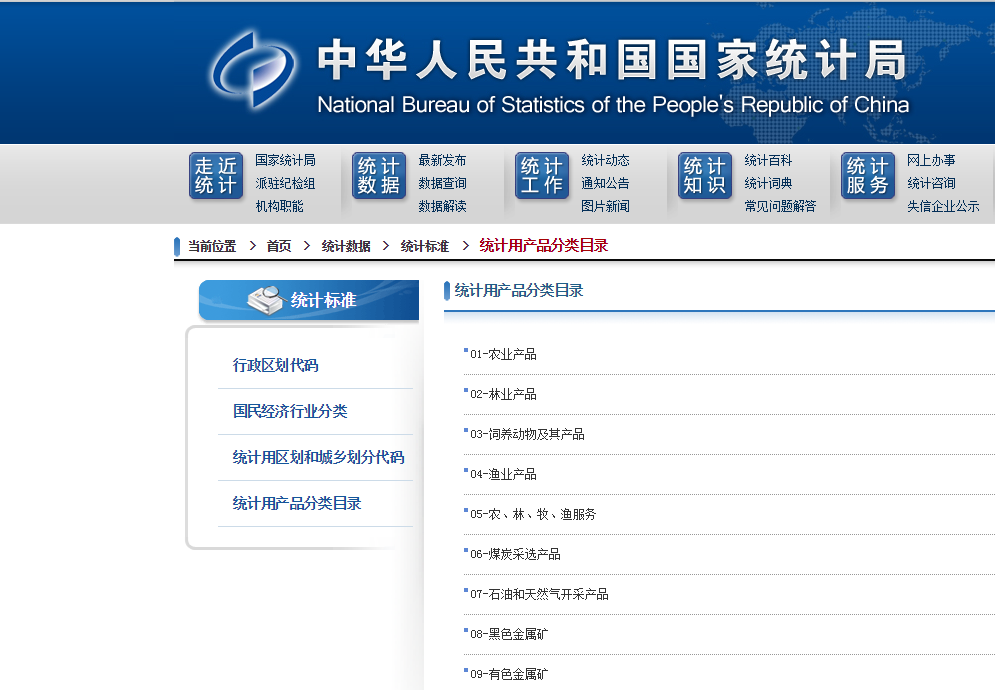 中华人民共和国国家统计局
National Bureau of Statistics of the People's Republic of China
走近统计
国家统计局
派驻纪检组
机构职能
统计数据
最新发布
数据查询
数据解读
统计工作
统计动态
通知公告
图片新闻
统计知识
统计百科
统计词典
常见问题解答
统计服务
网上办事
统计咨询
失信企业公示
当前位置 > 首页 > 统计数据 > 统计标准 > 统计用产品分类目录
统计标准
行政区划代码
国民经济行业分类
统计用区划和城乡划分代码
统计用产品分类目录
统计用产品分类目录
01-农业产品
02-林业产品
03-饲养动物及其产品
04-渔业产品
05-农、林、牧、渔服务
06-煤炭采选产品
07-石油和天然气开采产品
08-黑色金属矿
09-有色金属矿